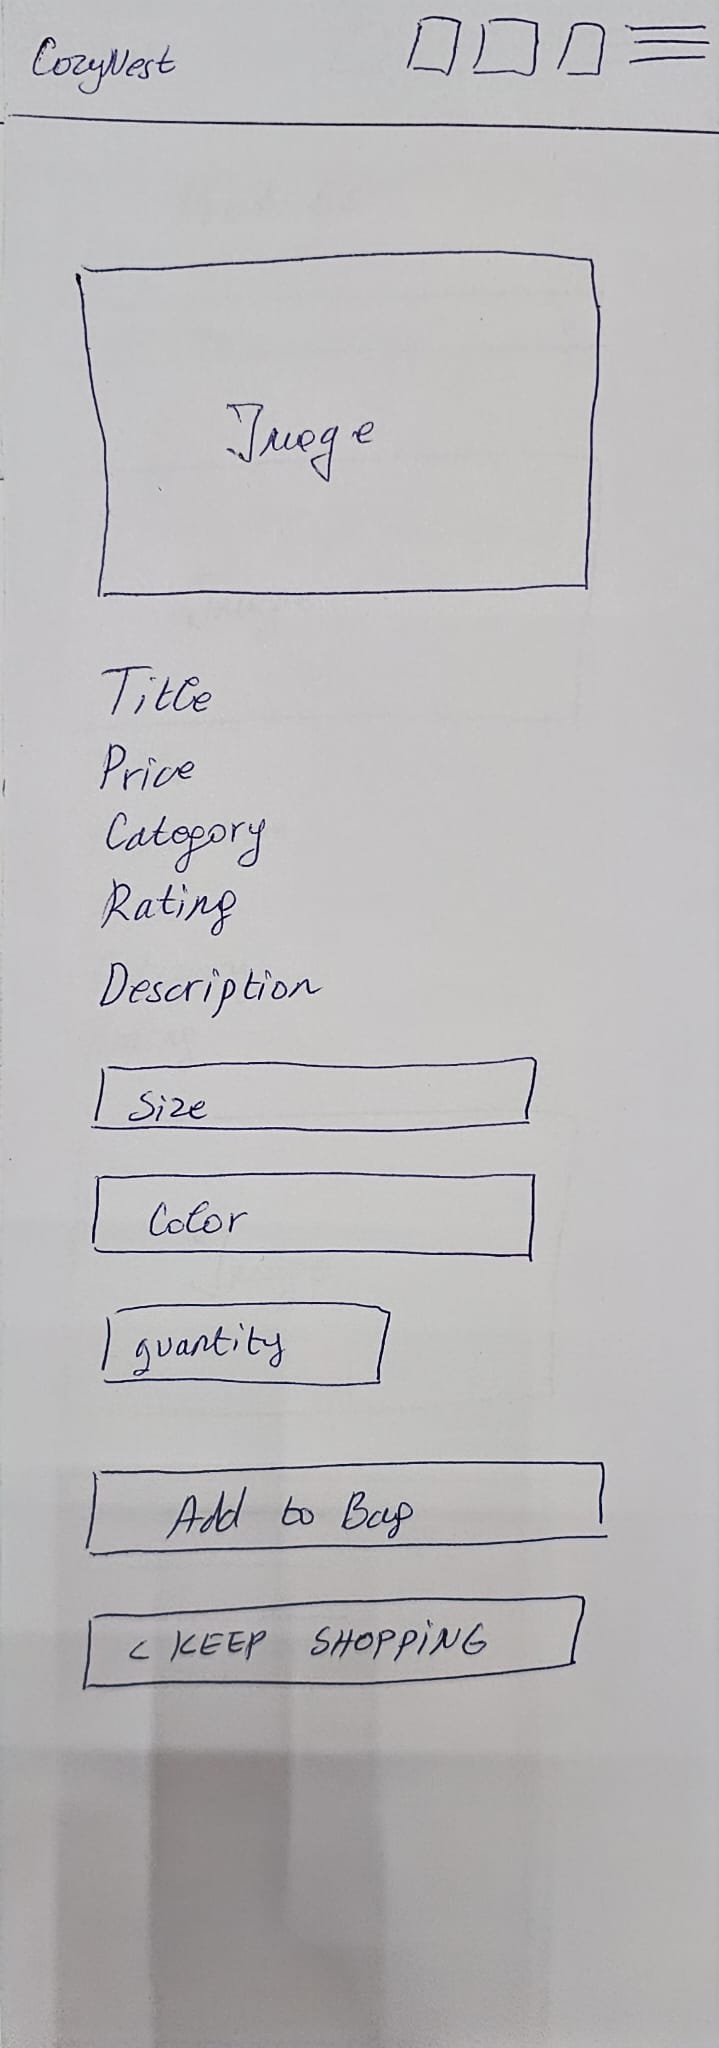 CozyNest
Image
Title
Price
Category
Rating
Description
Size
Color
quantity
Add to Bag
< KEEP SHOPPING